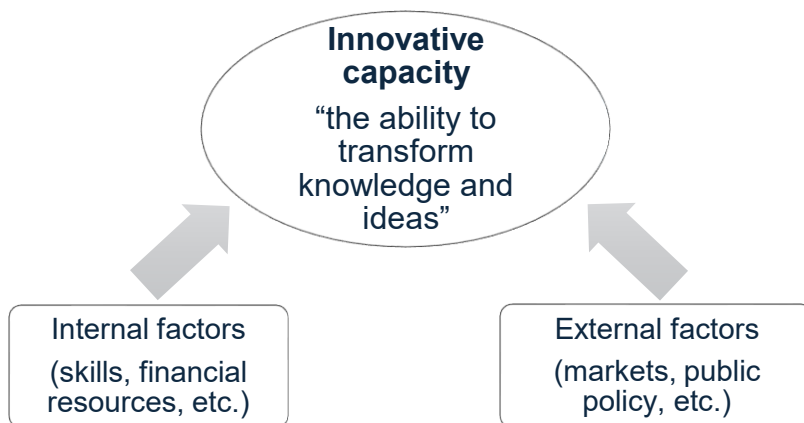 Innovative
capacity
“the ability to
transform
knowledge and
ideas”
Internal factors
(skills, financial
resources, etc.)
External factors
(markets, public
policy, etc.)